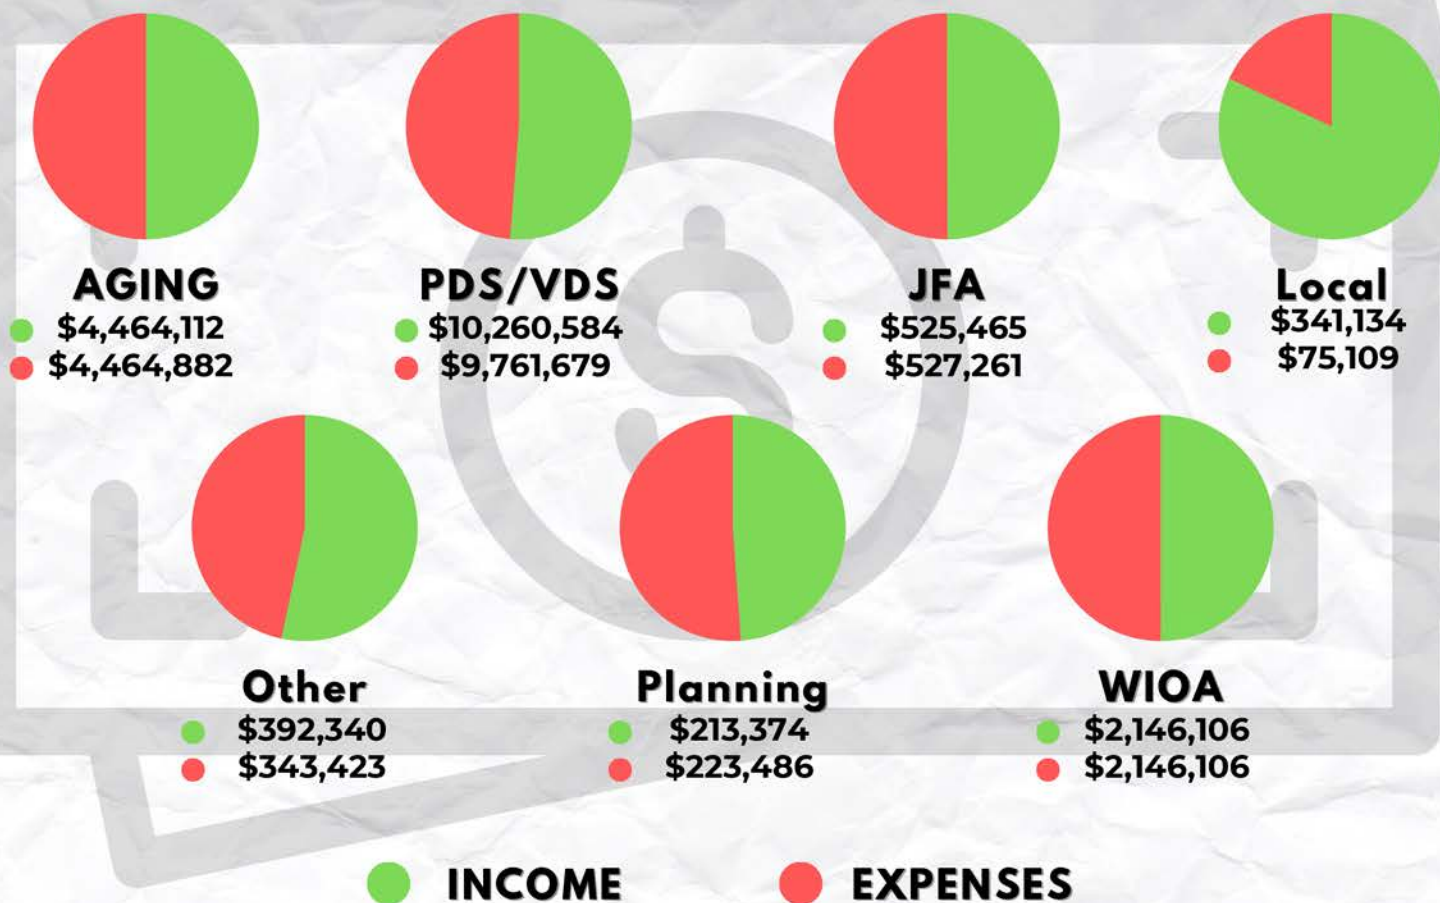 AGING
$4,464,112
$4,464,882
PDS/VDS
$10,260,584
$9,761,679
JFA
$525,465
$527,261
Local
$341,134
$75,109
Other
$392,340
$343,423
Planning
$213,374
$223,486
WIOA
$2,146,106
$2,146,106
INCOME
EXPENSES